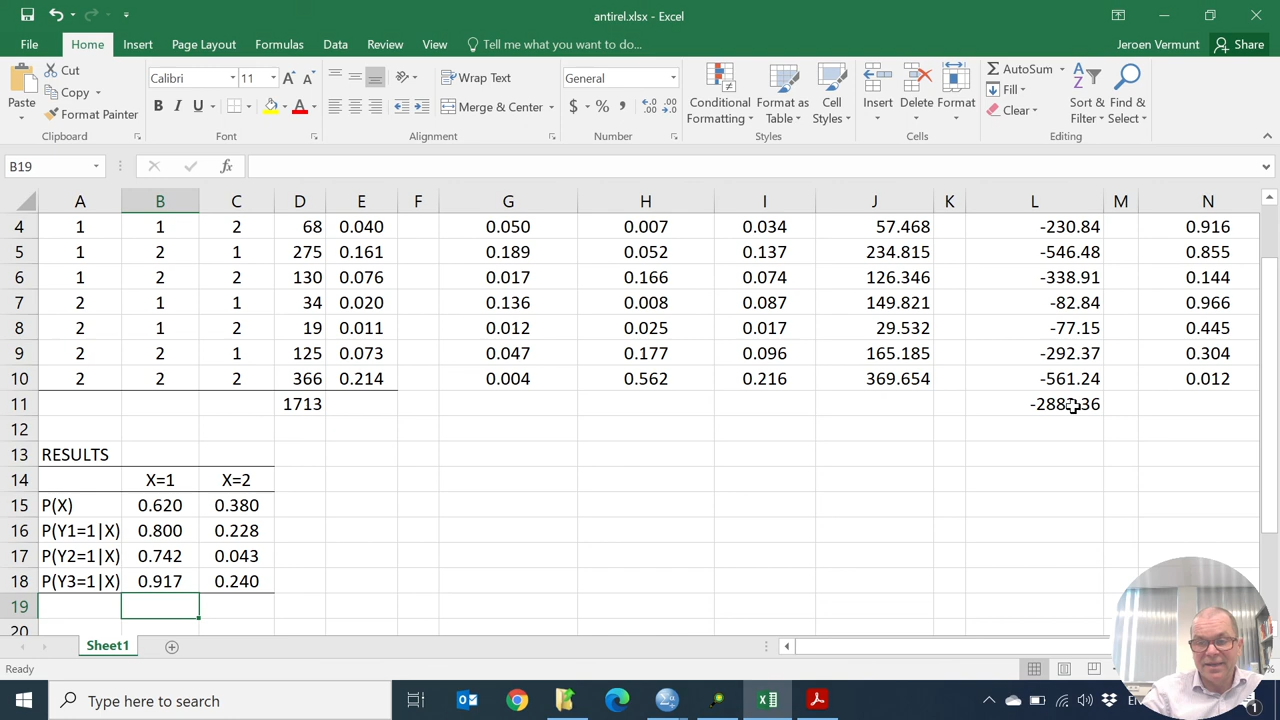 antirel.xlsx - Excel
File Home Insert Page Layout Formulas Data Review View Tell me what you want to do... Jeroen Vermunt Share
Cut Calibri 11 Wrap Text General AutoSum
Paste Copy Format Painter B I U A Merge & Center $ % , Conditional Formatting Format as Table Cell Styles Insert Delete Format Fill Clear Sort & Filter Find & Select
Clipboard Font Alignment Number Styles Cells Editing
B19 fx
A B C D E F G H I J K L M N
4 1 1 2 68 0.040 0.050 0.007 0.034 57.468 -230.84 0.916
5 1 2 1 275 0.161 0.189 0.052 0.137 234.815 -546.48 0.855
6 1 2 2 130 0.076 0.017 0.166 0.074 126.346 -338.91 0.144
7 2 1 1 34 0.020 0.136 0.008 0.087 149.821 -82.84 0.966
8 2 1 2 19 0.011 0.012 0.025 0.017 29.532 -77.15 0.445
9 2 2 1 125 0.073 0.047 0.177 0.096 165.185 -292.37 0.304
10 2 2 2 366 0.214 0.004 0.562 0.216 369.654 -561.24 0.012
11 1713
12
13 RESULTS
14 X=1 X=2
15 P(X) 0.620 0.380
16 P(Y1=1|X) 0.800 0.228
17 P(Y2=1|X) 0.742 0.043
18 P(Y3=1|X) 0.917 0.240
19
20
Sheet1
Ready
Type here to search